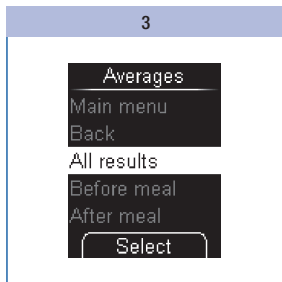 3
Averages
Main menu
Back
All results
Before meal
After meal
Select